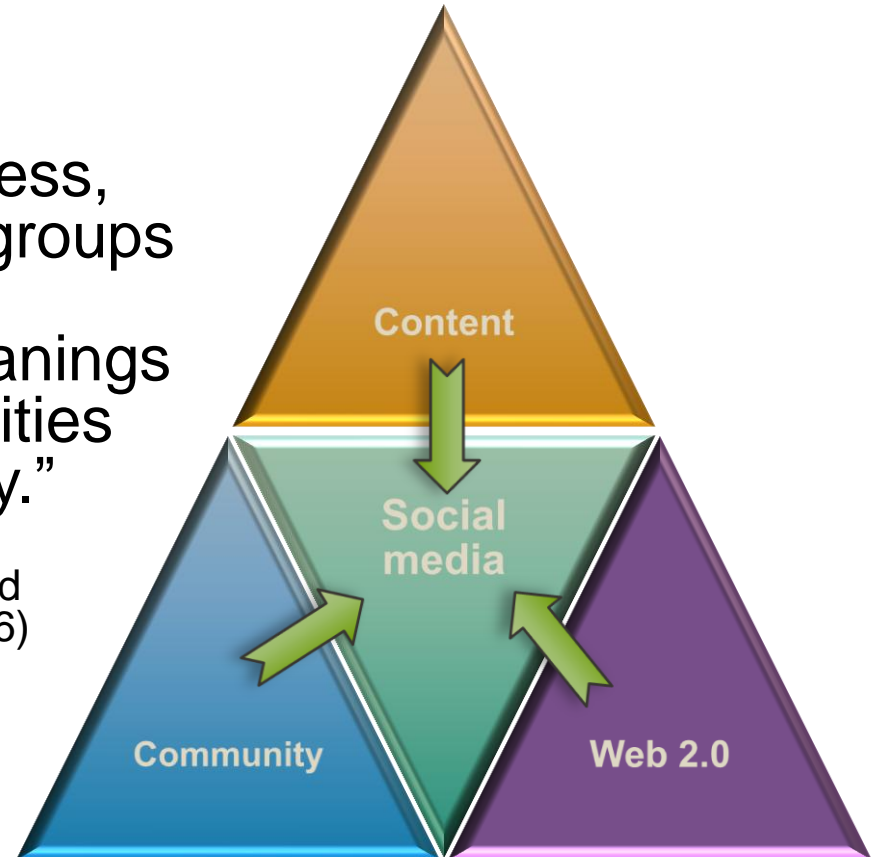 ess,
groups
anings
ities
y.”
d
6)
Content
Social
media
Community
Web 2.0